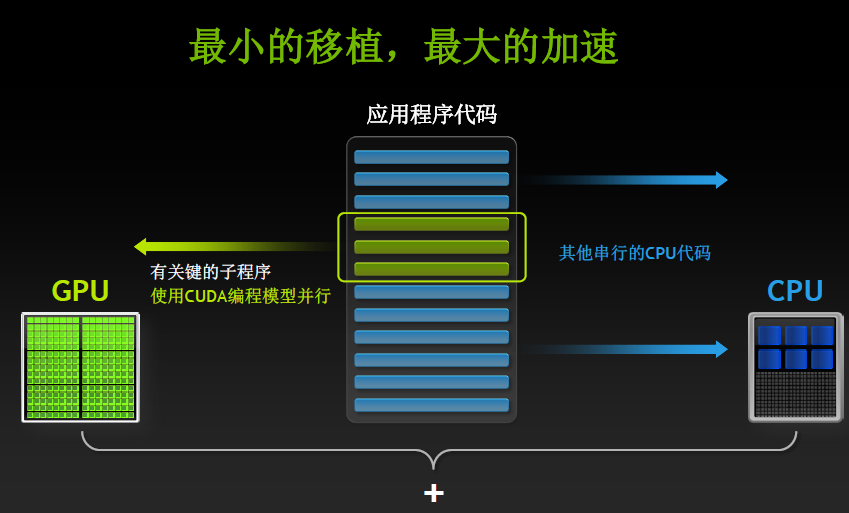 最小的移植，最大的加速
应用程序代码
有关键的子程序
使用CUDA编程模型并行
其他串行的CPU代码
GPU
CPU
+